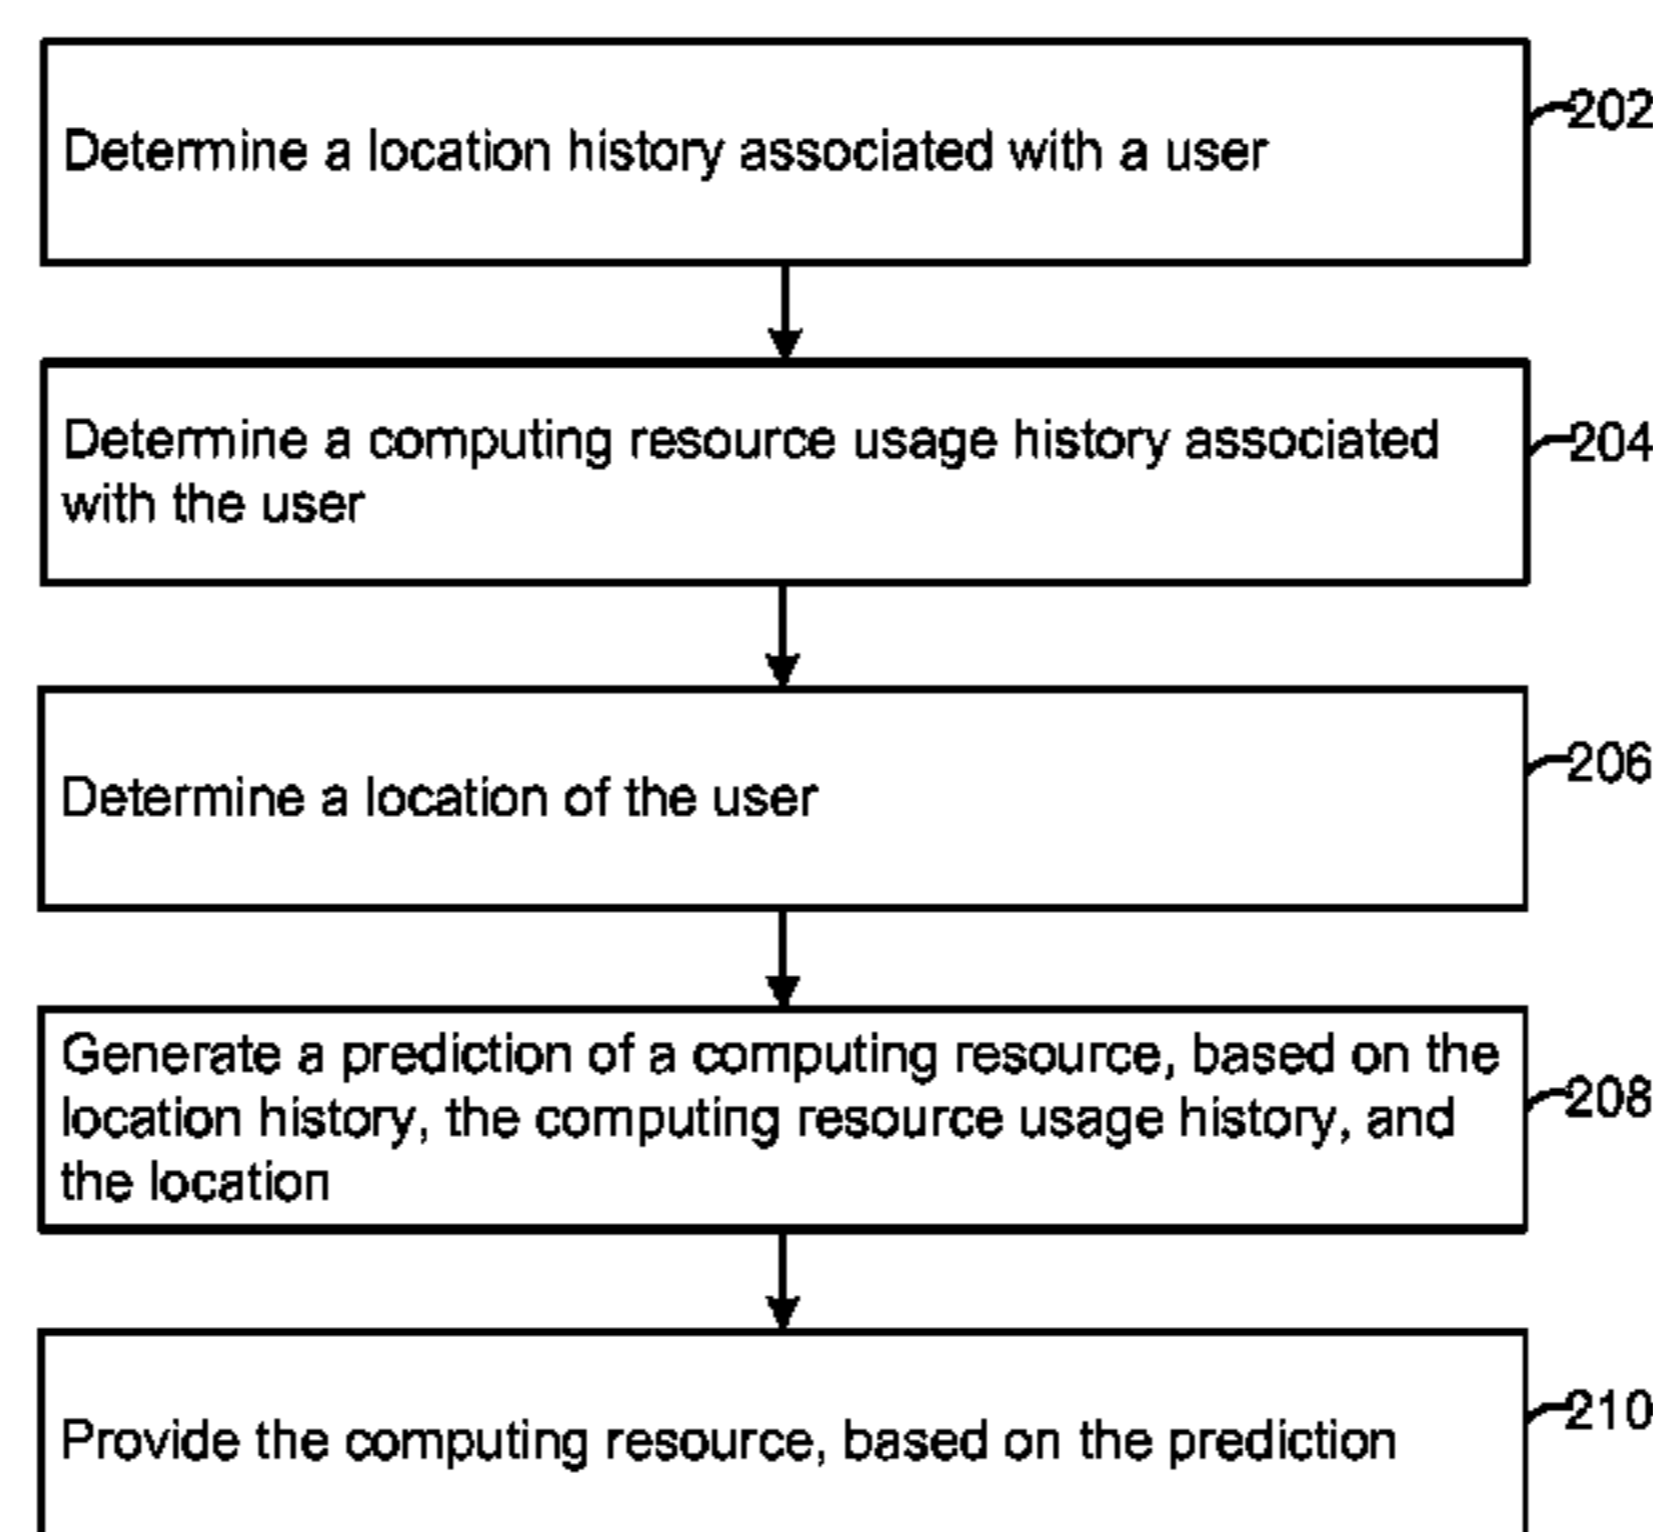 Determine a location history associated with a user
202
Determine a computing resource usage history associated
with the user
204
Determine a location of the user
206
Generate a prediction of a computing resource, based on the
location history, the computing resource usage history, and
the location
208
Provide the computing resource, based on the prediction
210